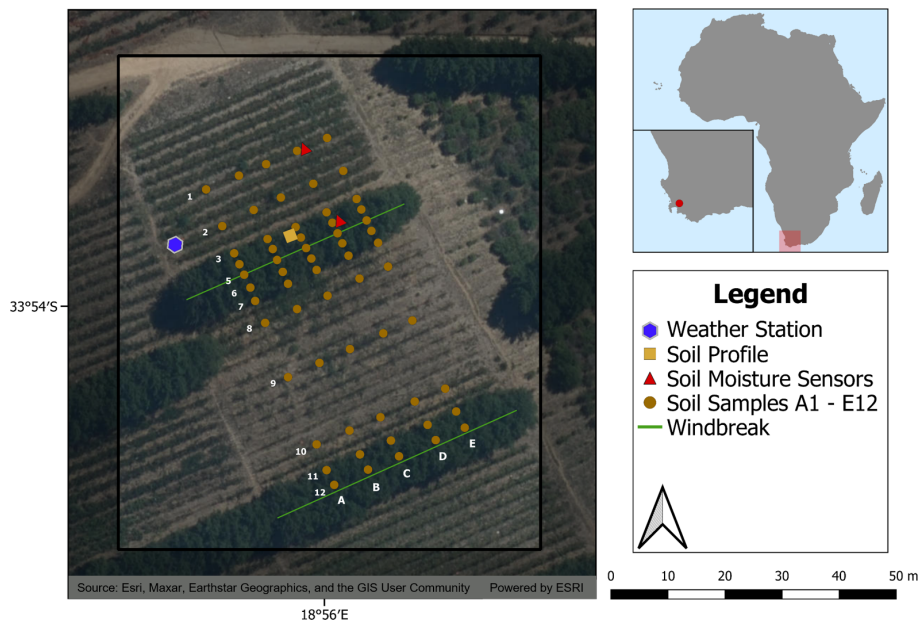 1
2
3
5
6
7
8
9
10
11
12
A
B
C
D
E
33°54′S
18°56′E
Source: Esri, Maxar, Earthstar Geographics, and the GIS User Community Powered by ESRI
Legend
Weather Station
Soil Profile
Soil Moisture Sensors
Soil Samples A1 - E12
Windbreak
0 10 20 30 40 50 m